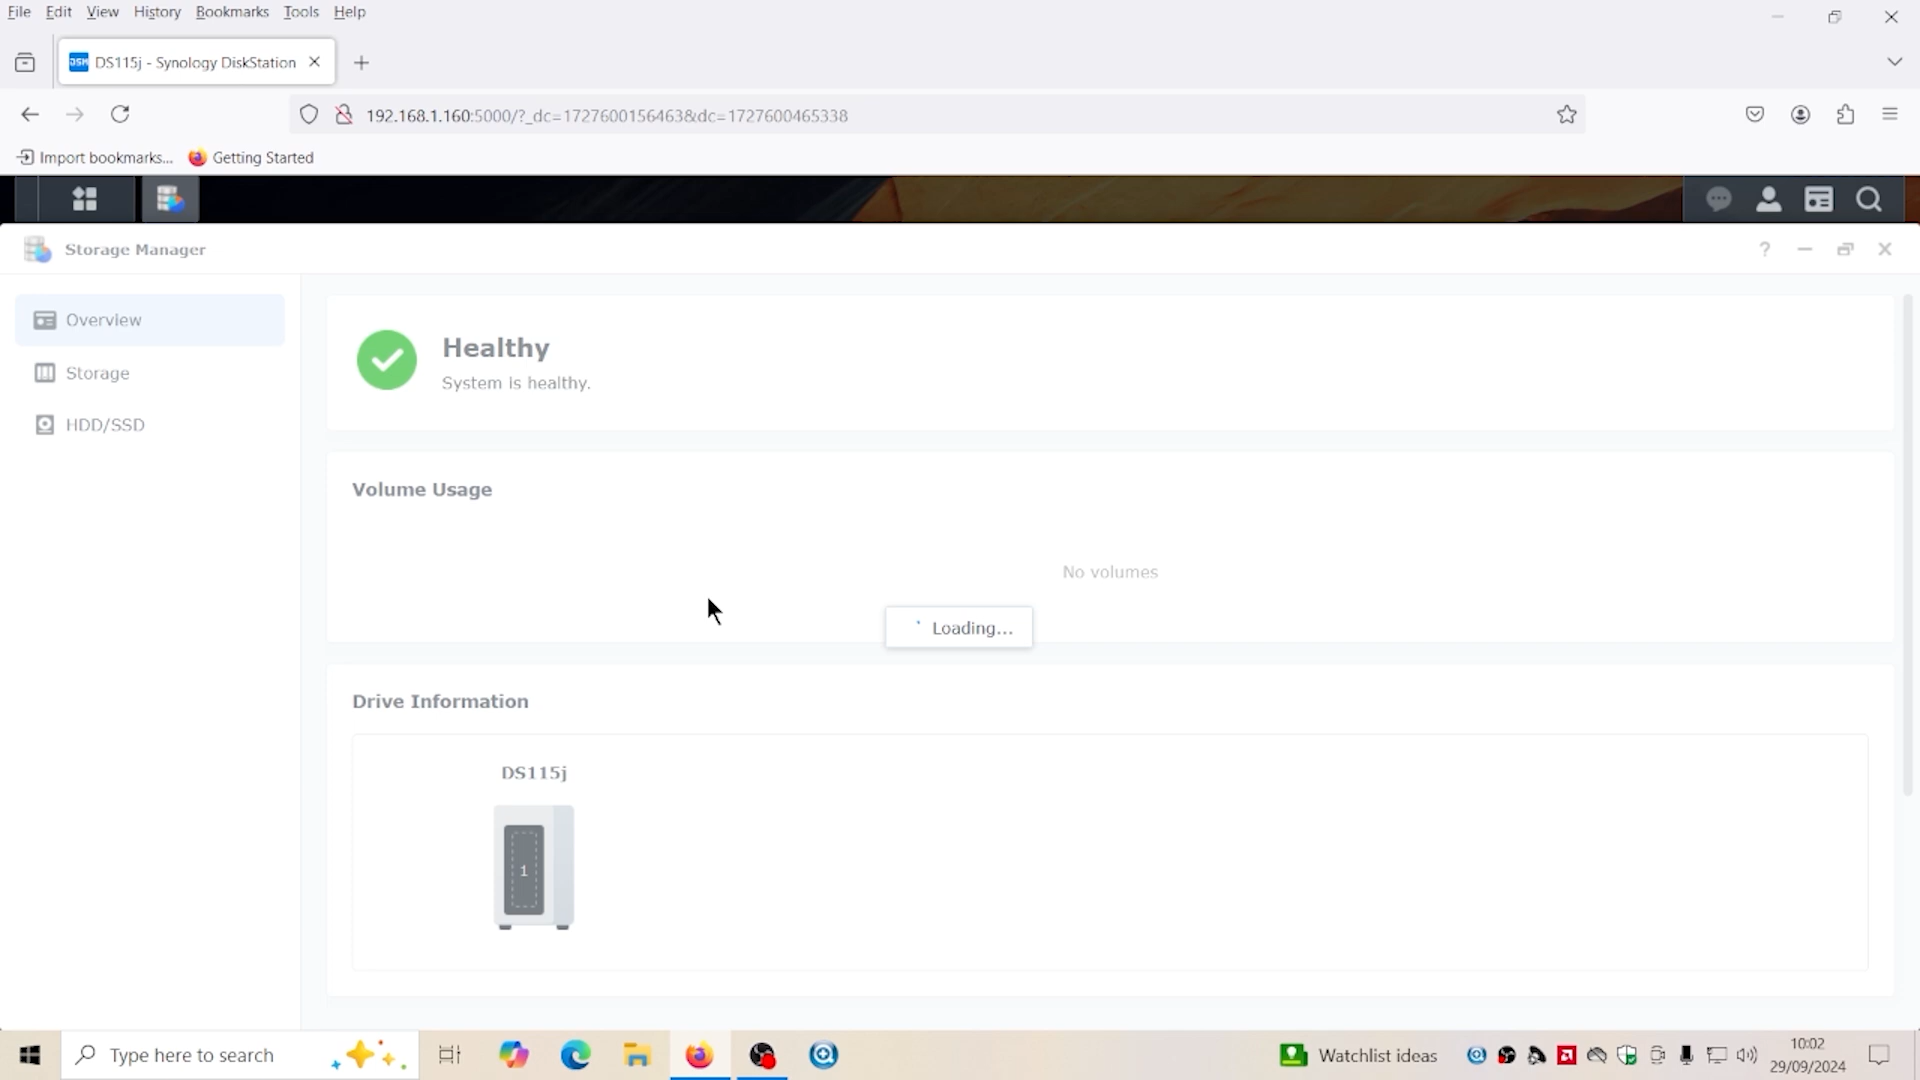 File Edit View History Bookmarks Tools Help
DSM DS115j - Synology DiskStation
192.168.1.160:5000/?_dc=1727600156463&dc=1727600465338
Import bookmarks... Getting Started
Storage Manager
Overview
Storage
HDD/SSD
Healthy
System is healthy.
Volume Usage
No volumes
Loading...
Drive Information
DS115j
1
Type here to search
Watchlist ideas
10:02
29/09/2024